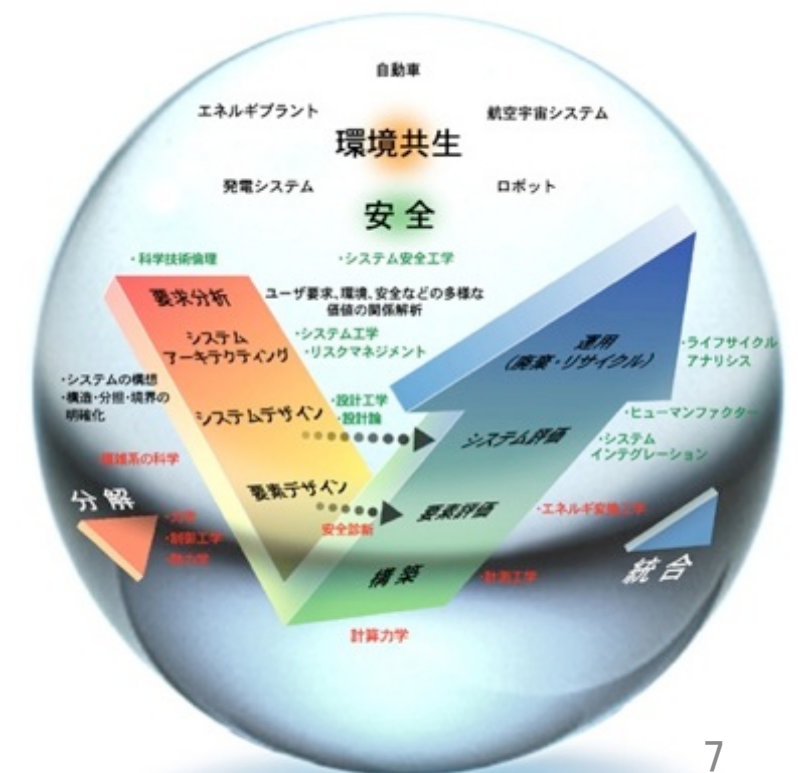 自動車
エネルギプラント
航空宇宙システム
環境共生
発電システム
ロボット
安全
・科学技術倫理
・システム安全工学
要求分析
ユーザ要求、環境、安全などの多様な
価値の関係解析
システム
アーキテクティング
・システム工学
・リスクマネジメント
運用
(廃棄・リサイクル)
・ライフサイクル
アナリシス
・システムの構想
・構造・分担・境界の
明確化
システムデザイン
・設計工学
・設計論
システム評価
・ヒューマンファクター
・システム
インテグレーション
複雑系の科学
要素デザイン
分解
安全診断
要素評価
・エネルギ変換工学
・制御工学
統合
構築
・計測工学
計算力学
7